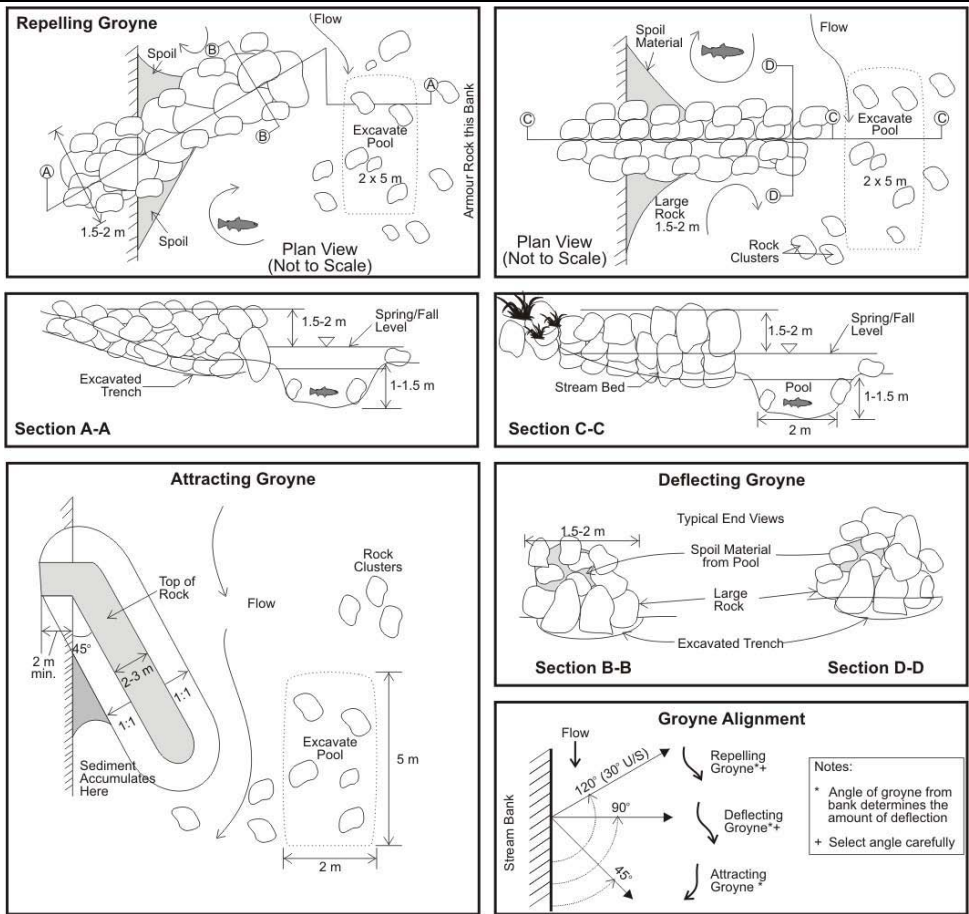 Repelling Groyne
Flow
Spoil
B
A
B
Excavate
Pool
2 x 5 m
A
1.5-2 m
Spoil
Armour Rock this Bank
Plan View
(Not to Scale)
Spoil
Material
Flow
D
C
C
C
Excavate
Pool
2 x 5 m
D
Large
Rock
1.5-2 m
Plan View
(Not to Scale)
Rock
Clusters
1.5-2 m
Spring/Fall
Level
Excavated
Trench
1-1.5 m
Section A-A
1.5-2 m
Spring/Fall
Level
Stream Bed
Pool
1-1.5 m
2 m
Section C-C
Attracting Groyne
Top of
Rock
Flow
Rock
Clusters
2 m
min.
45°
2-3 m
1:1
1:1
Sediment
Accumulates
Here
Excavate
Pool
5 m
2 m
Deflecting Groyne
Typical End Views
1.5-2 m
Spoil Material
from Pool
Large
Rock
Excavated Trench
Section B-B
Section D-D
Groyne Alignment
Flow
Stream Bank
120° (30° U/S)
90°
45°
Repelling
Groyne*+
Deflecting
Groyne*+
Attracting
Groyne *
Notes:
* Angle of groyne from
bank determines the
amount of deflection
+ Select angle carefully